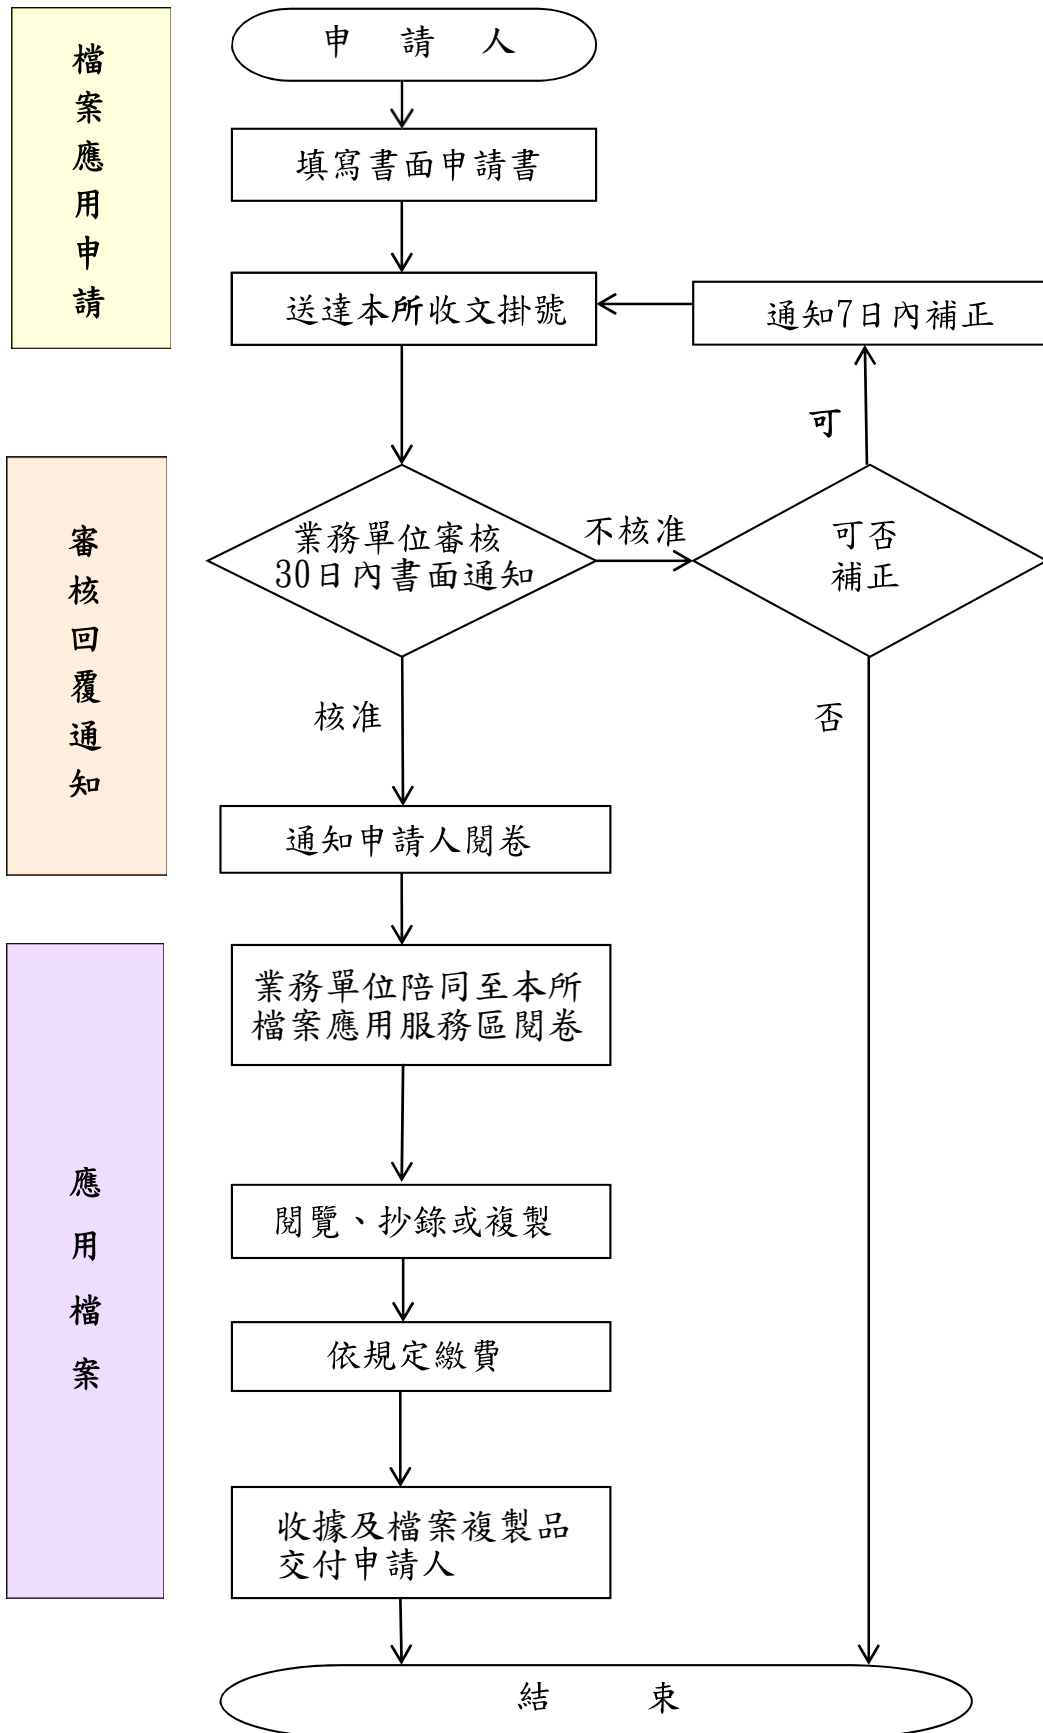 檔案應用申請
申請人
填寫書面申請書
送達本所收文掛號
通知7日內補正
可
審核回覆通知
業務單位審核
30日內書面通知
不核准
可否
補正
核准
否
通知申請人閱卷
應用檔案
業務單位陪同至本所
檔案應用服務區閱卷
閱覽、抄錄或複製
依規定繳費
收據及檔案複製品
交付申請人
結束